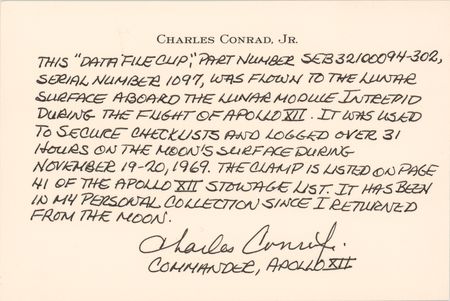 CHARLES CONRAD, JR.
THIS "DATA FILE CLIP," PART NUMBER SEB32100094-302,
SERIAL NUMBER 1097, WAS FLOWN TO THE LUNAR
SURFACE ABOARD THE LUNAR MODULE INTREPID
DURING THE FLIGHT OF APOLLO XII. IT WAS USED
TO SECURE CHECKLISTS AND LOGGED OVER 31
HOURS ON THE MOON'S SURFACE DURING
NOVEMBER 19-20, 1969. THE CLAMP IS LISTED ON PAGE
41 OF THE APOLLO XII STOWAGE LIST. IT HAS BEEN
IN MY PERSONAL COLLECTION SINCE I RETURNED
FROM THE MOON.
Charles Conrad Jr.
COMMANDER, APOLLO XII